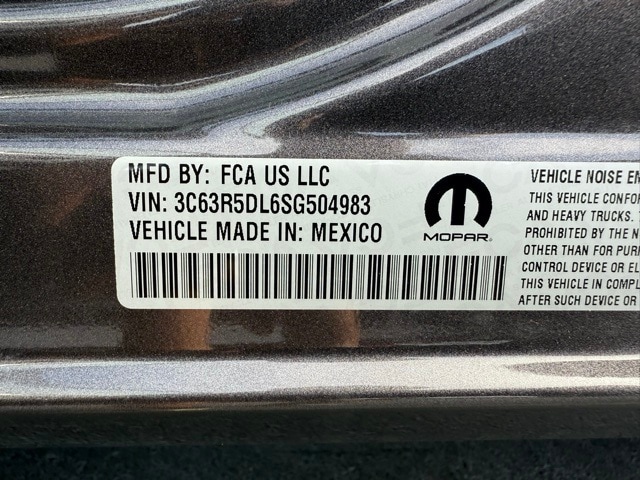 MFD BY: FCA US LLC
VIN: 3C63R5DL6SG504983
VEHICLE MADE IN: MEXICO
MOPAR.
VEHICLE NOISE EM
THIS VEHICLE CONFOR
AND HEAVY TRUCKS. T
PROHIBITED BY THE NO
OTHER THAN FOR PURP
CONTROL DEVICE OR EL
THIS VEHICLE IN COMPL
AFTER SUCH DEVICE OR